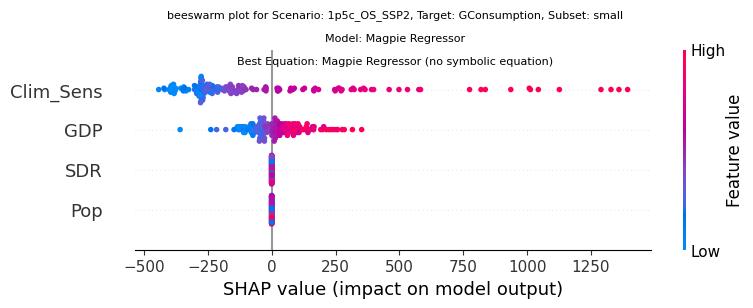 beeswarm plot for Scenario: 1p5c_OS_SSP2, Target: GConsumption, Subset: small
Model: Magpie Regressor
Best Equation: Magpie Regressor (no symbolic equation)
High
Clim_Sens
GDP
SDR
Pop
Feature value
Low
−500 −250 0 250 500 750 1000 1250
SHAP value (impact on model output)